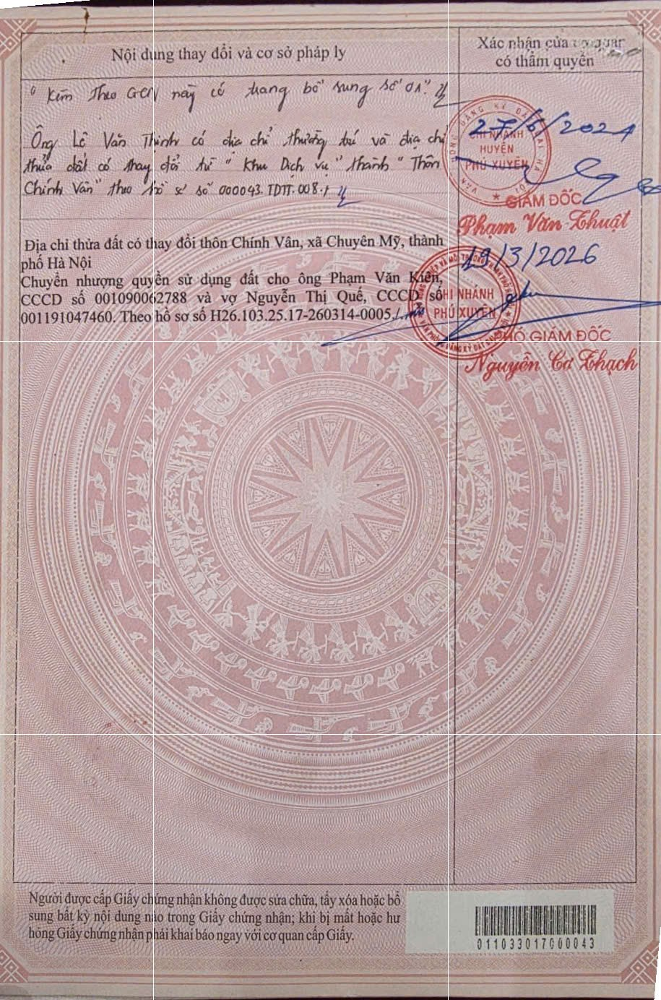 Nội dung thay đổi và cơ sở pháp lý
Xác nhận của cơ quan
có thẩm quyền
Kèm theo GCN này có trang bổ sung số "01".
27/6/2024
Ông Lê Văn Thịnh có địa chỉ thường trú và địa chỉ
thửa đất có thay đổi từ "Khu Dịch vụ" thành "Thôn
Chính Vân" theo hồ sơ số 000043.TDTT.008./
CHI NHÁNH
HUYỆN
PHÚ XUYÊN
GIÁM ĐỐC
Phạm Văn Thuật
Địa chỉ thửa đất có thay đổi thôn Chính Vân, xã Chuyên Mỹ, thành
phố Hà Nội
Chuyển nhượng quyền sử dụng đất cho ông Phạm Văn Kiên,
CCCD số 001090062788 và vợ Nguyễn Thị Quế, CCCD số
001191047460. Theo hồ sơ số H26.103.25.17-260314-0005./.
19/3/2026
CHI NHÁNH
PHÚ XUYÊN
PHÓ GIÁM ĐỐC
Nguyễn Cơ Thạch
Người được cấp Giấy chứng nhận không được sửa chữa, tẩy xóa hoặc bổ
sung bất kỳ nội dung nào trong Giấy chứng nhận; khi bị mất hoặc hư
hỏng Giấy chứng nhận phải khai báo ngay với cơ quan cấp Giấy.
011033017000043